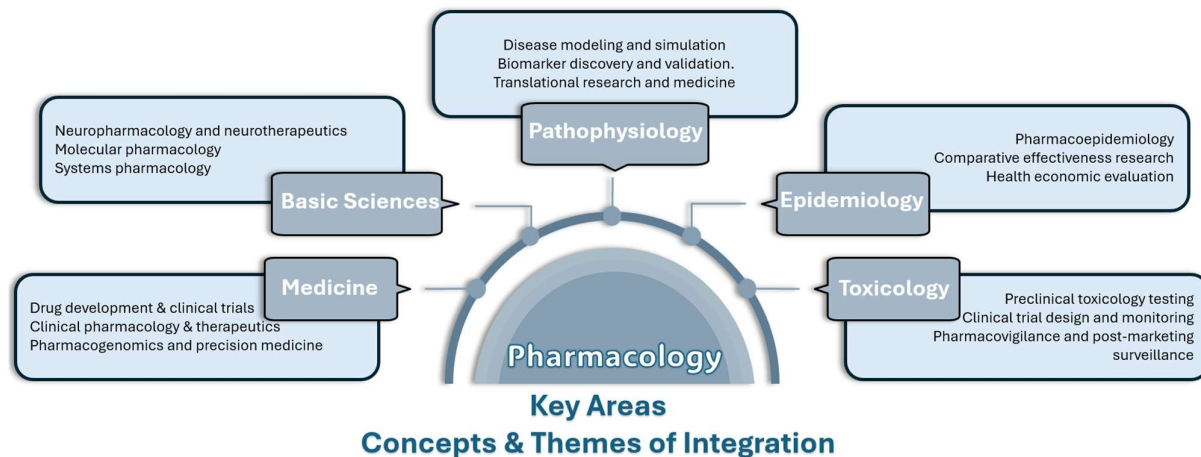 Disease modeling and simulation
Biomarker discovery and validation.
Translational research and medicine
Pathophysiology
Neuropharmacology and neurotherapeutics
Molecular pharmacology
Systems pharmacology
Basic Sciences
Pharmacoepidemiology
Comparative effectiveness research
Health economic evaluation
Epidemiology
Medicine
Drug development & clinical trials
Clinical pharmacology & therapeutics
Pharmacogenomics and precision medicine
Toxicology
Preclinical toxicology testing
Clinical trial design and monitoring
Pharmacovigilance and post-marketing
surveillance
Pharmacology
Key Areas
Concepts & Themes of Integration